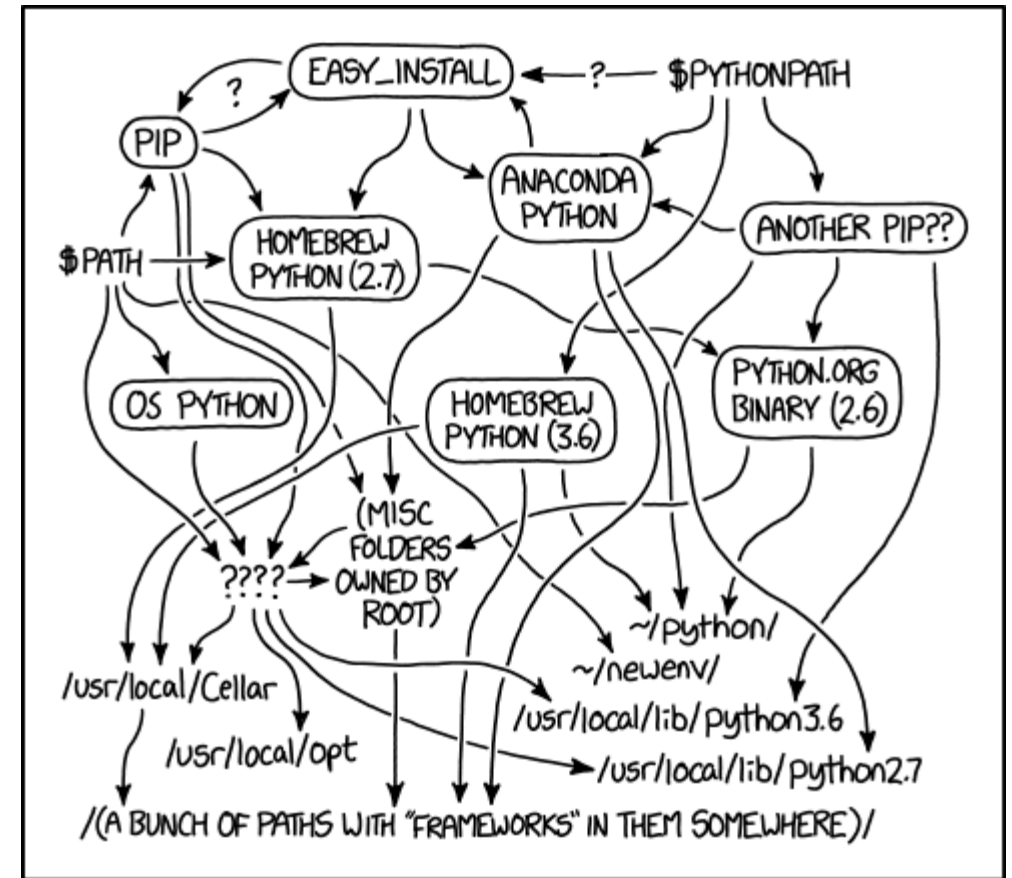 EASY_INSTALL
?
$PYTHONPATH
?
PIP
ANACONDA
PYTHON
ANOTHER PIP??
HOMEBREW
PYTHON (2.7)
$PATH
OS PYTHON
HOMEBREW
PYTHON (3.6)
PYTHON.ORG
BINARY (2.6)
(MISC
FOLDERS
OWNED BY
ROOT)
????
~/python/
~/newenv/
/usr/local/Cellar
/usr/local/lib/python3.6
/usr/local/opt
/usr/local/lib/python2.7
/(A BUNCH OF PATHS WITH "FRAMEWORKS" IN THEM SOMEWHERE)/